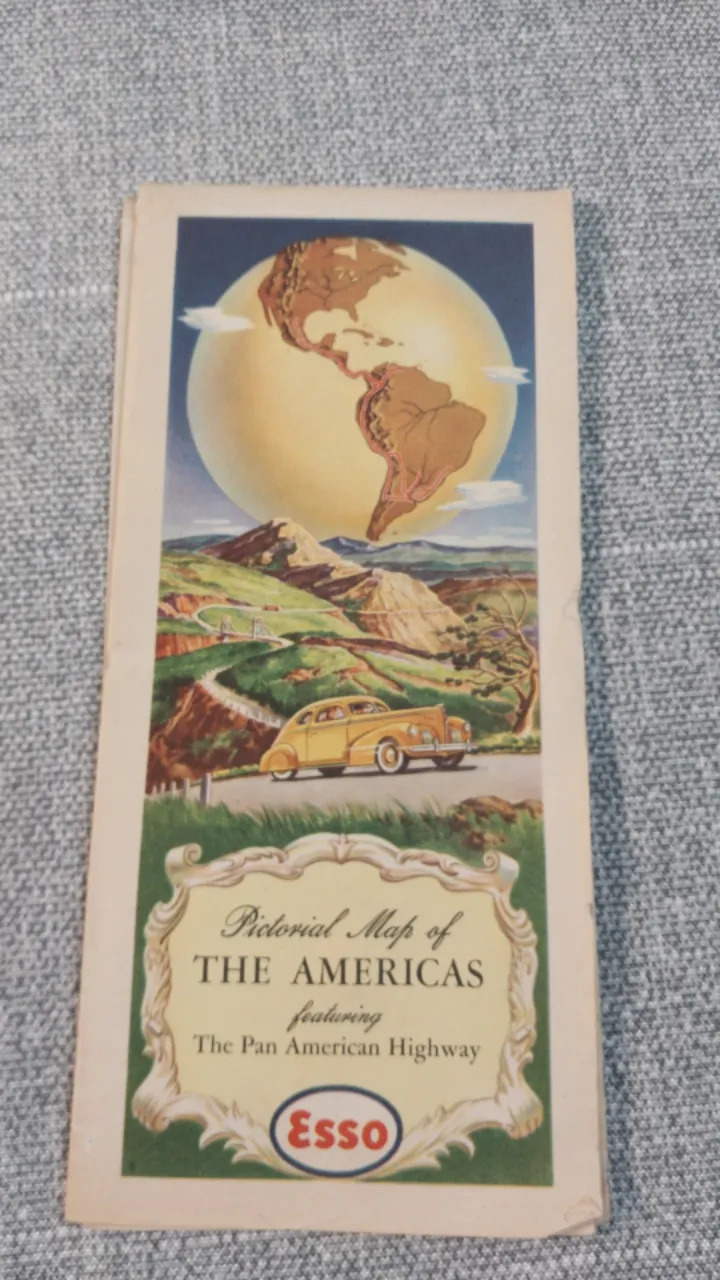 Pictorial Map of
THE AMERICAS
featuring
The Pan American Highway
Esso